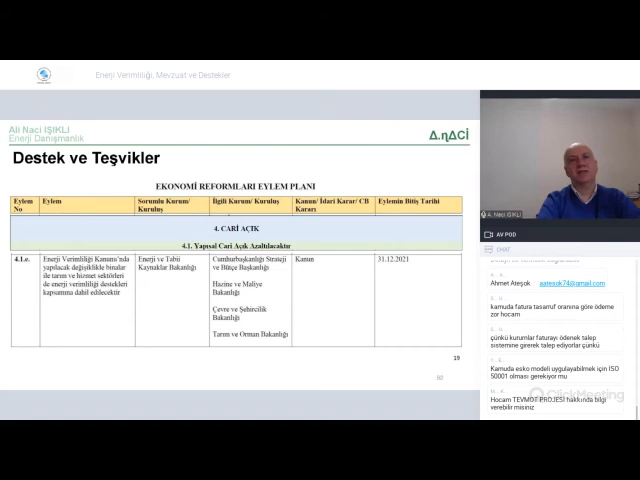 Enerji Verimliliği, Mevzuat ve Destekler
Ali Naci IŞIKLI
Enerji Danışmanlık
Δ.ηΔCİ
Destek ve Teşvikler
EKONOMİ REFORMLARI EYLEM PLANI
Eylem No
Eylem
Sorumlu Kurum/ Kuruluş
İlgili Kurum/ Kuruluş
Kanun/ İdari Karar/ CB Kararı
Eylemin Bitiş Tarihi
4. CARİ AÇIK
4.1. Yapısal Cari Açık Azaltılacaktır
4.1.e.
Enerji Verimliliği Kanunu'nda
yapılacak değişiklikle binalar
ile tarım ve hizmet sektörleri
de enerji verimliliği destekleri
kapsamına dahil edilecektir
Enerji ve Tabii
Kaynaklar Bakanlığı
Cumhurbaşkanlığı Strateji
ve Bütçe Başkanlığı
Hazine ve Maliye
Bakanlığı
Çevre ve Şehircilik
Bakanlığı
Tarım ve Orman Bakanlığı
Kanun
31.12.2021
19
92
A. Naci IŞIKLI
AV POD
CHAT
Ahmet Ateşok aatesok74@gmail.com
kamuda fatura tasarruf oranına göre ödeme
zor hocam
çünkü kurumlar faturayı ödenek talep
sistemine girerek talep ediyorlar çünkü
Kamuda esko modeli uygulayabilmek için ISO
50001 olması gerekiyor mu
Hocam TEVMOT PROJESİ hakkında bilgi
verebilir misiniz
ClickMeeting